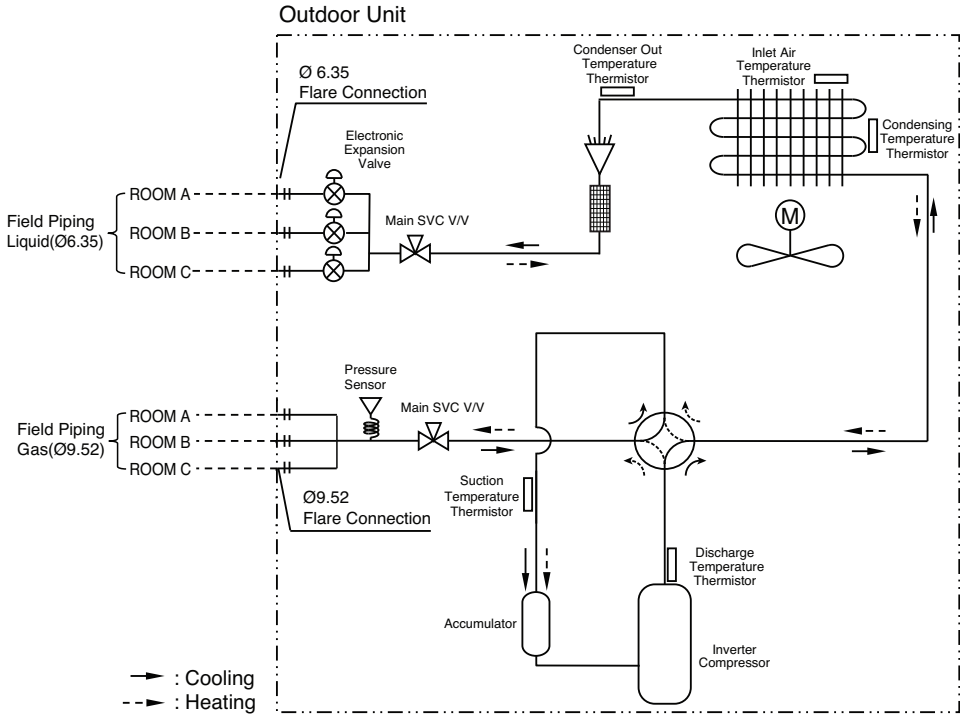 Outdoor Unit
Condenser Out
Temperature
Thermistor
Inlet Air
Temperature
Thermistor
Condensing
Temperature
Thermistor
Ø 6.35
Flare Connection
Electronic
Expansion
Valve
Field Piping
Liquid(Ø6.35)
ROOM A
ROOM B
ROOM C
Main SVC V/V
M
Pressure
Sensor
Main SVC V/V
Field Piping
Gas(Ø9.52)
ROOM A
ROOM B
ROOM C
Ø9.52
Flare Connection
Suction
Temperature
Thermistor
Discharge
Temperature
Thermistor
Accumulator
Inverter
Compressor
: Cooling
: Heating